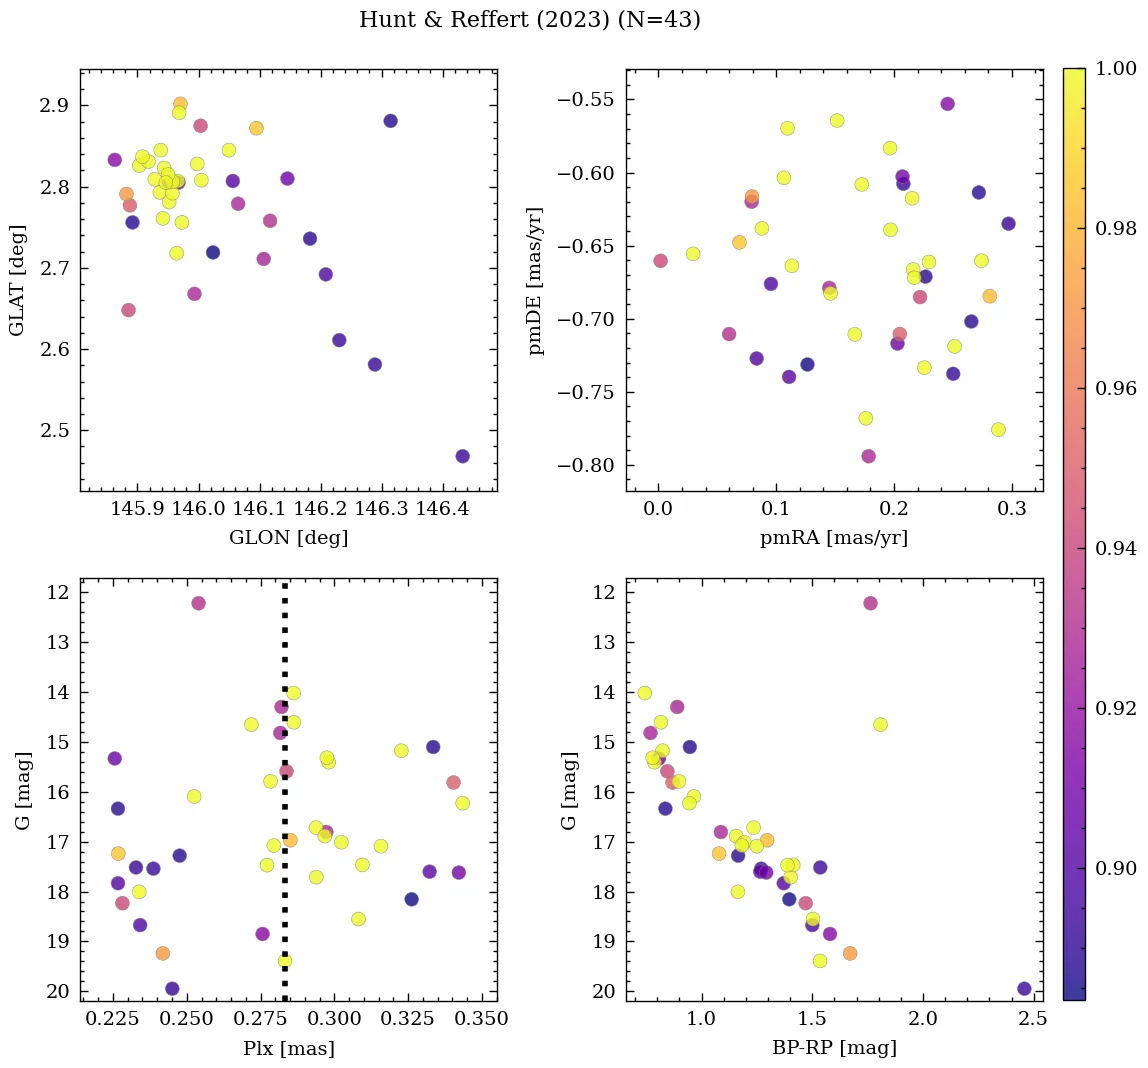 Hunt & Reffert (2023) (N=43)
2.9
2.8
2.7
2.6
2.5
GLAT [deg]
145.9 146.0 146.1 146.2 146.3 146.4
GLON [deg]
−0.55
−0.60
−0.65
−0.70
−0.75
−0.80
pmDE [mas/yr]
0.0 0.1 0.2 0.3
pmRA [mas/yr]
12
13
14
15
16
17
18
19
20
G [mag]
0.225 0.250 0.275 0.300 0.325 0.350
Plx [mas]
12
13
14
15
16
17
18
19
20
G [mag]
1.0 1.5 2.0 2.5
BP-RP [mag]
1.00
0.98
0.96
0.94
0.92
0.90